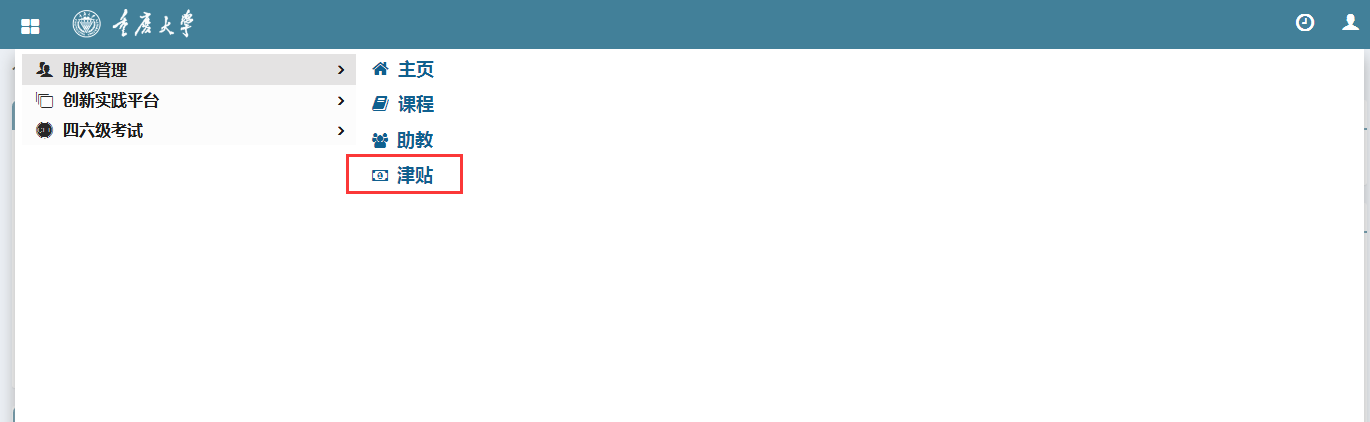 重庆大学
助教管理
创新实践平台
四六级考试
主页
课程
助教
津贴